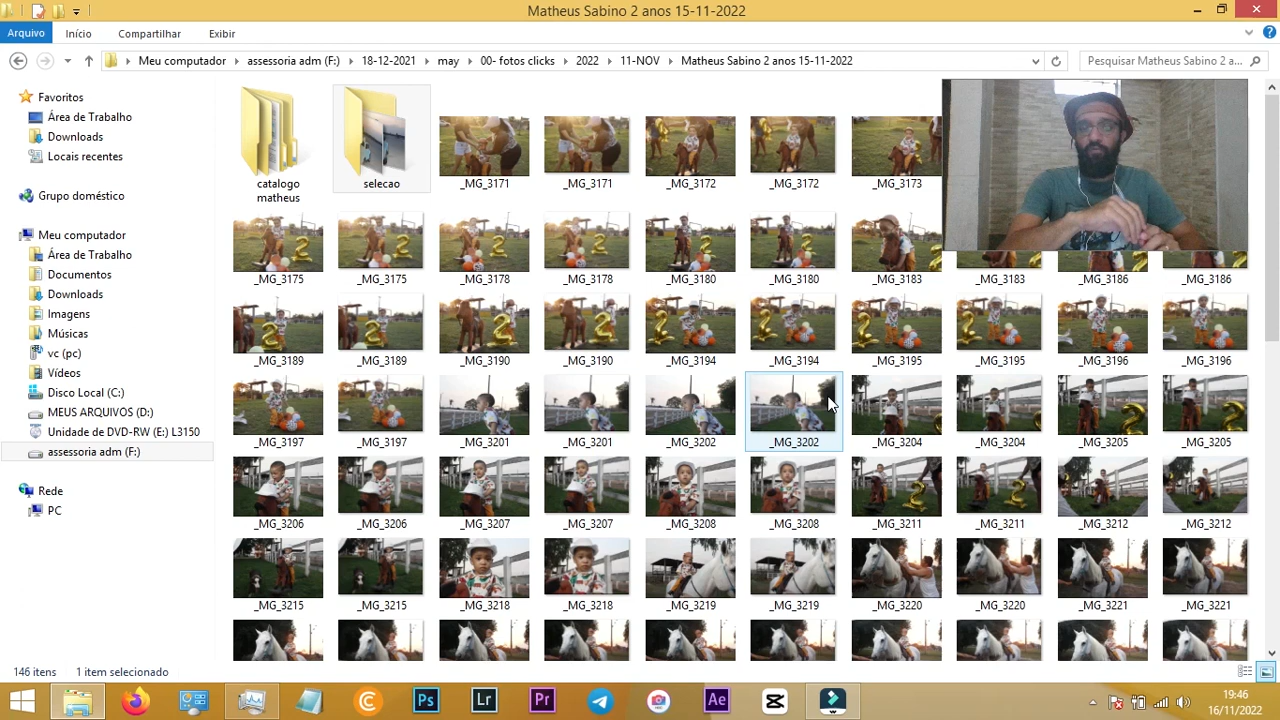 Matheus Sabino 2 anos 15-11-2022
Arquivo Início Compartilhar Exibir
Meu computador assessoria adm (F:) 18-12-2021 may 00- fotos clicks 2022 11-NOV Matheus Sabino 2 anos 15-11-2022 Pesquisar Matheus Sabino 2 a...
Favoritos
Área de Trabalho
Downloads
Locais recentes
Grupo doméstico
Meu computador
Área de Trabalho
Documentos
Downloads
Imagens
Músicas
vc (pc)
Vídeos
Disco Local (C:)
MEUS ARQUIVOS (D:)
Unidade de DVD-RW (E:) L3150
assessoria adm (F:)
Rede
PC
catalogo matheus selecao _MG_3171 _MG_3171 _MG_3172 _MG_3172 _MG_3173
_MG_3175 _MG_3175 _MG_3178 _MG_3178 _MG_3180 _MG_3180 _MG_3183 _MG_3183 _MG_3186 _MG_3186
_MG_3189 _MG_3189 _MG_3190 _MG_3190 _MG_3194 _MG_3194 _MG_3195 _MG_3195 _MG_3196 _MG_3196
_MG_3197 _MG_3197 _MG_3201 _MG_3201 _MG_3202 _MG_3202 _MG_3204 _MG_3204 _MG_3205 _MG_3205
_MG_3206 _MG_3206 _MG_3207 _MG_3207 _MG_3208 _MG_3208 _MG_3211 _MG_3211 _MG_3212 _MG_3212
_MG_3215 _MG_3215 _MG_3218 _MG_3218 _MG_3219 _MG_3219 _MG_3220 _MG_3220 _MG_3221 _MG_3221
146 itens 1 item selecionado
Ps Lr Pr Ae
19:46
16/11/2022